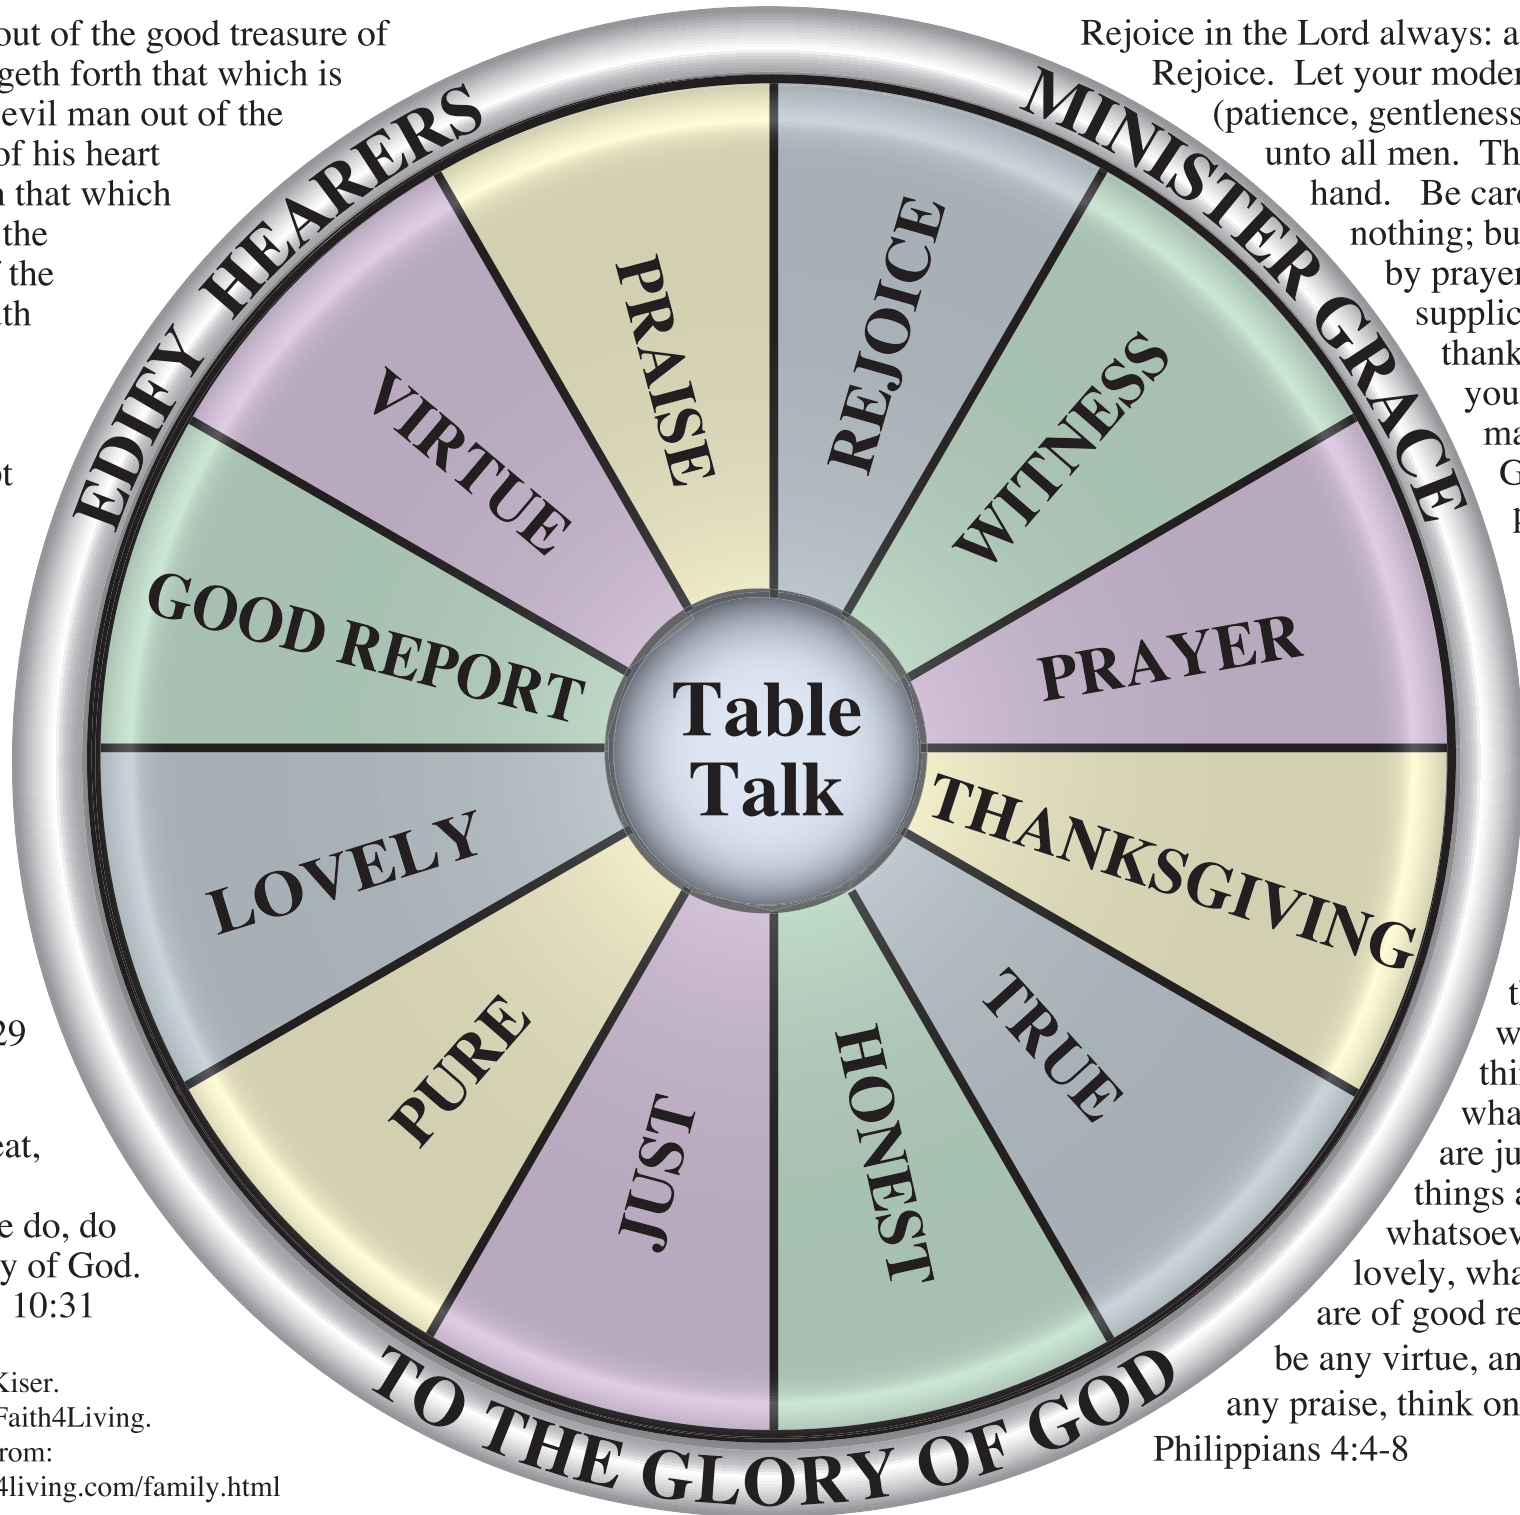 out of the good treasure of
geth forth that which is
evil man out of the
of his heart
that which
the
the
ot
29
eat,
e do, do
y of God.
10:31
Kiser.
Faith4Living.
rom:
4living.com/family.html
EDIFY HEARERS
MINISTER GRACE
TO THE GLORY OF GOD
Table
Talk
REJOICE
WITNESS
PRAYER
THANKSGIVING
TRUE
HONEST
JUST
PURE
LOVELY
GOOD REPORT
VIRTUE
PRAISE
Rejoice in the Lord always: a
Rejoice. Let your moder
(patience, gentleness
unto all men. Th
hand. Be care
nothing; bu
by prayer
supplic
thank
you
ma
G
th
w
thin
wha
are ju
things a
whatsoev
lovely, wha
are of good re
be any virtue, an
any praise, think on
Philippians 4:4-8